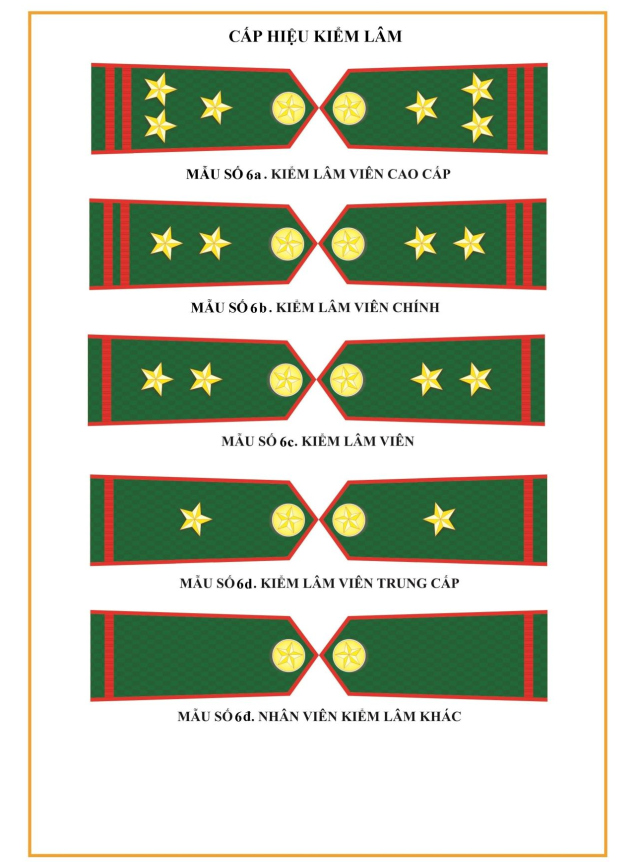 CẤP HIỆU KIỂM LÂM
MẪU SỐ 6a. KIỂM LÂM VIÊN CAO CẤP
MẪU SỐ 6b. KIỂM LÂM VIÊN CHÍNH
MẪU SỐ 6c. KIỂM LÂM VIÊN
MẪU SỐ 6d. KIỂM LÂM VIÊN TRUNG CẤP
MẪU SỐ 6đ. NHÂN VIÊN KIỂM LÂM KHÁC